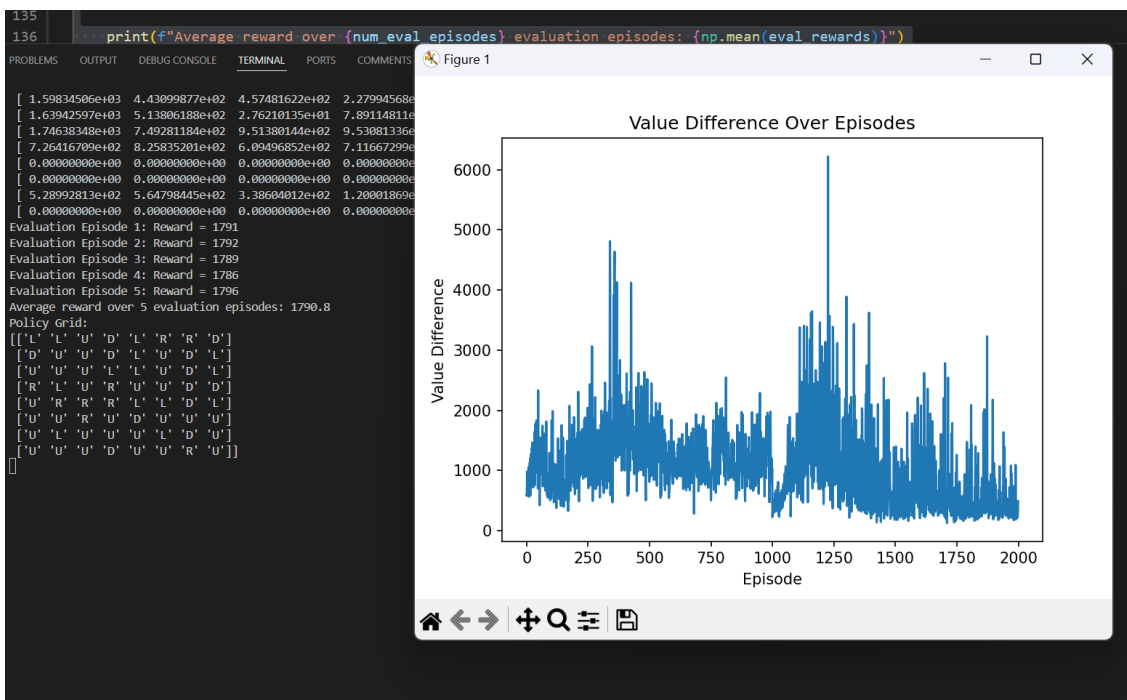 135
136 print(f"Average reward over {num_eval_episodes} evaluation episodes: {np.mean(eval_rewards)}")
PROBLEMS OUTPUT DEBUG CONSOLE TERMINAL PORTS COMMENTS
[ 1.59834506e+03 4.43099877e+02 4.57481622e+02 2.27994568e
[ 1.63942597e+03 5.13806188e+02 2.76210135e+01 7.89114811e
[ 1.74638348e+03 7.49281184e+02 9.51380144e+02 9.53081336e
[ 7.26416709e+02 8.25835201e+02 6.09496852e+02 7.11667299e
[ 0.00000000e+00 0.00000000e+00 0.00000000e+00 0.00000000e
[ 0.00000000e+00 0.00000000e+00 0.00000000e+00 0.00000000e
[ 5.28992813e+02 5.64798445e+02 3.38604012e+02 1.20001869e
[ 0.00000000e+00 0.00000000e+00 0.00000000e+00 0.00000000e
Evaluation Episode 1: Reward = 1791
Evaluation Episode 2: Reward = 1792
Evaluation Episode 3: Reward = 1789
Evaluation Episode 4: Reward = 1786
Evaluation Episode 5: Reward = 1796
Average reward over 5 evaluation episodes: 1790.8
Policy Grid:
[['L' 'L' 'U' 'D' 'L' 'R' 'R' 'D']
['D' 'U' 'U' 'D' 'L' 'U' 'D' 'L']
['U' 'U' 'U' 'L' 'L' 'U' 'D' 'L']
['R' 'L' 'U' 'R' 'U' 'U' 'D' 'D']
['U' 'R' 'R' 'R' 'L' 'L' 'D' 'L']
['U' 'U' 'R' 'U' 'D' 'U' 'U' 'U']
['U' 'L' 'U' 'U' 'U' 'L' 'D' 'U']
['U' 'U' 'U' 'D' 'U' 'U' 'R' 'U']]
Figure 1
Value Difference Over Episodes
6000
5000
4000
3000
2000
1000
0
Value Difference
0 250 500 750 1000 1250 1500 1750 2000
Episode